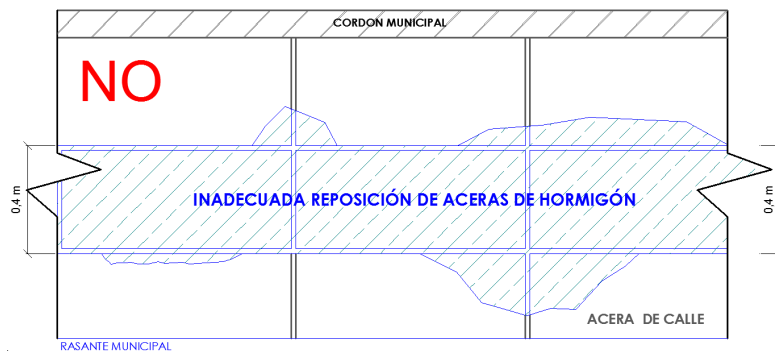 CORDON MUNICIPAL
NO
0,4 m
INADECUADA REPOSICIÓN DE ACERAS DE HORMIGÓN
0,4 m
ACERA DE CALLE
RASANTE MUNICIPAL